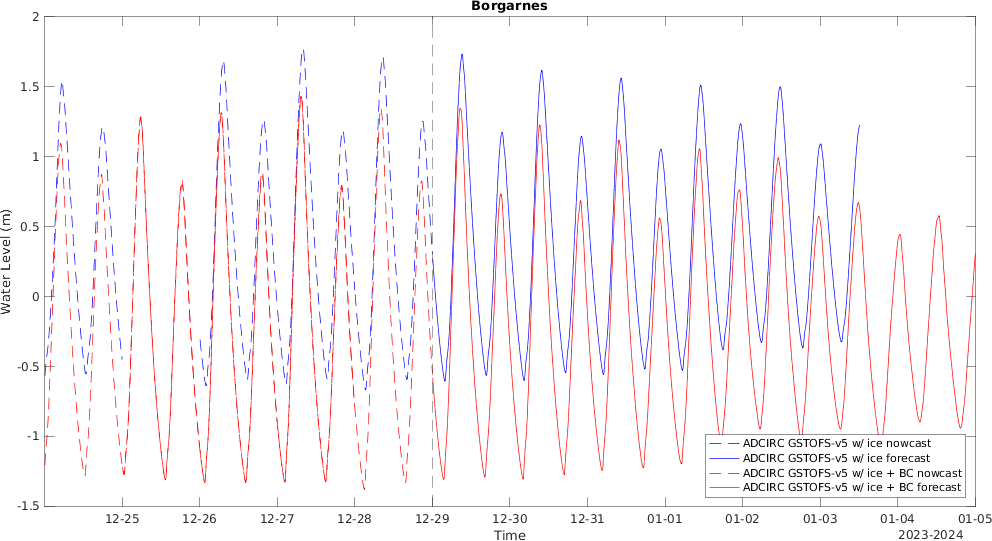 Borgarnes
Water Level (m)
2
1.5
1
0.5
0
-0.5
-1
-1.5
ADCIRC GSTOFS-v5 w/ ice nowcast
ADCIRC GSTOFS-v5 w/ ice forecast
ADCIRC GSTOFS-v5 w/ ice + BC nowcast
ADCIRC GSTOFS-v5 w/ ice + BC forecast
12-25 12-26 12-27 12-28 12-29 12-30 12-31 01-01 01-02 01-03 01-04 01-05
Time
2023-2024